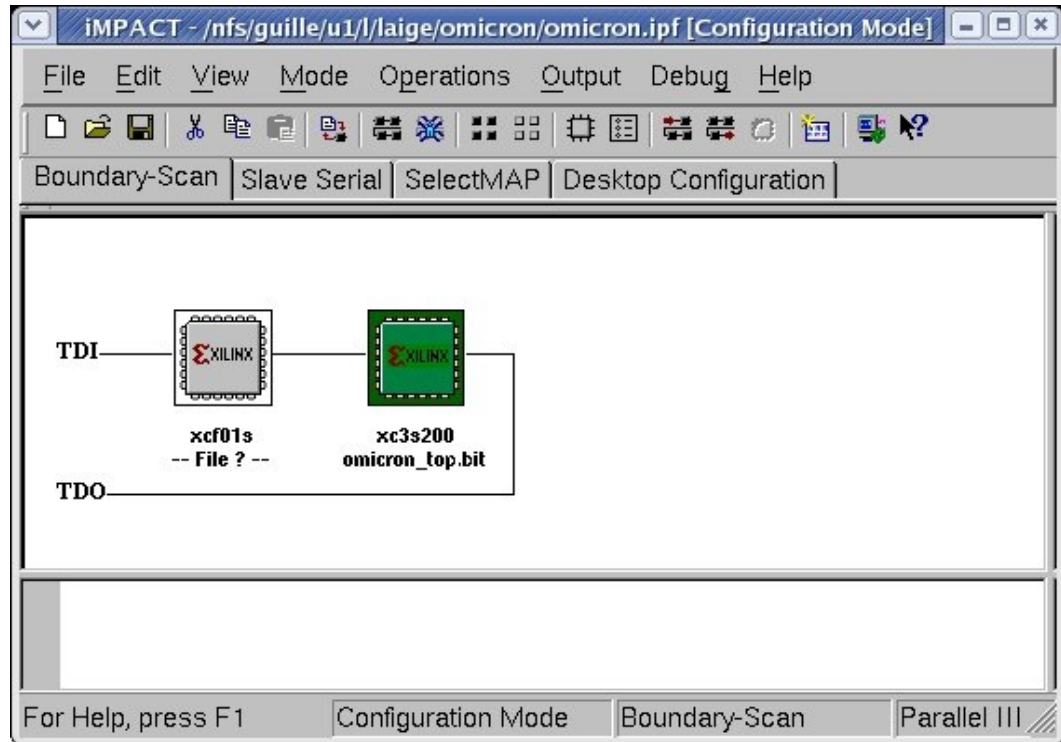 iMPACT - /nfs/guille/u1/l/laige/omicron/omicron.ipf [Configuration Mode]
File Edit View Mode Operations Output Debug Help
Boundary-Scan Slave Serial SelectMAP Desktop Configuration
TDI
XILINX XILINX
xcf01s xc3s200
-- File ? -- omicron_top.bit
TDO
For Help, press F1 Configuration Mode Boundary-Scan Parallel III